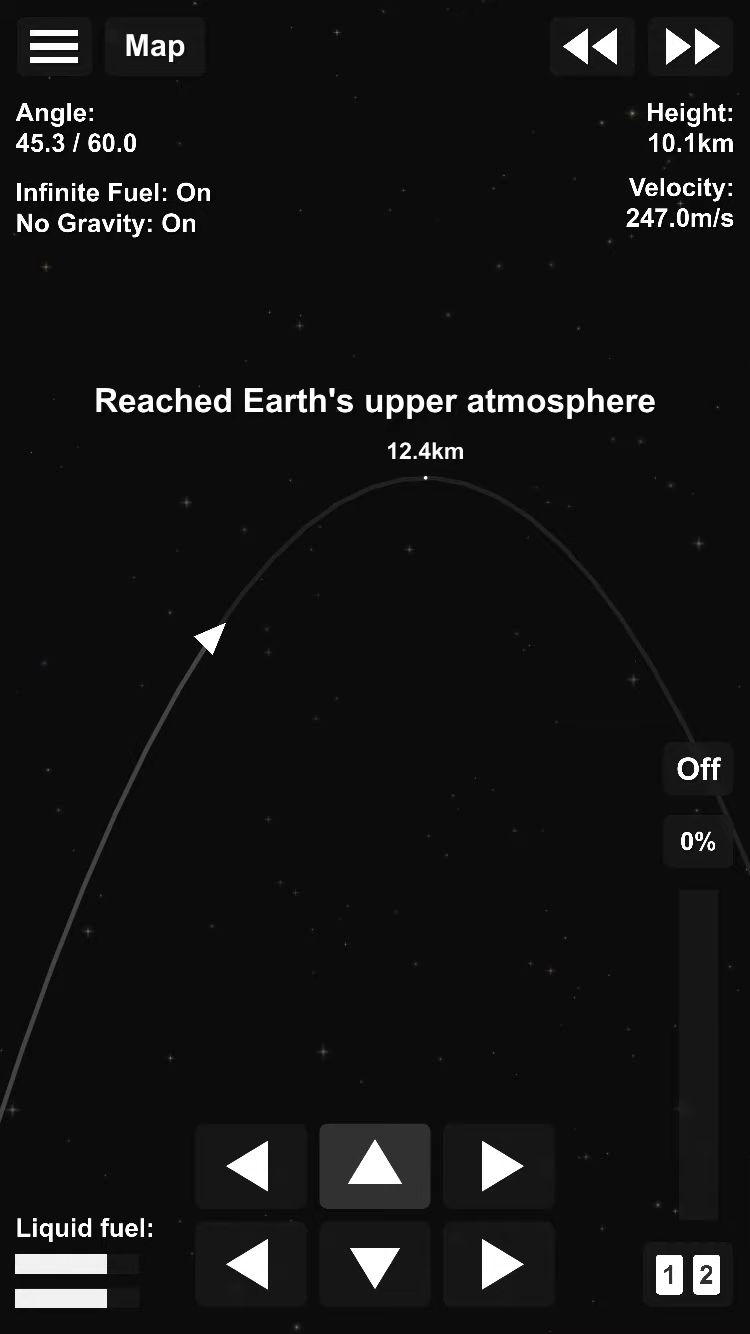 Map
Angle:
45.3 / 60.0
Infinite Fuel: On
No Gravity: On
Height:
10.1km
Velocity:
247.0m/s
Reached Earth's upper atmosphere
12.4km
Off
0%
Liquid fuel:
1 2